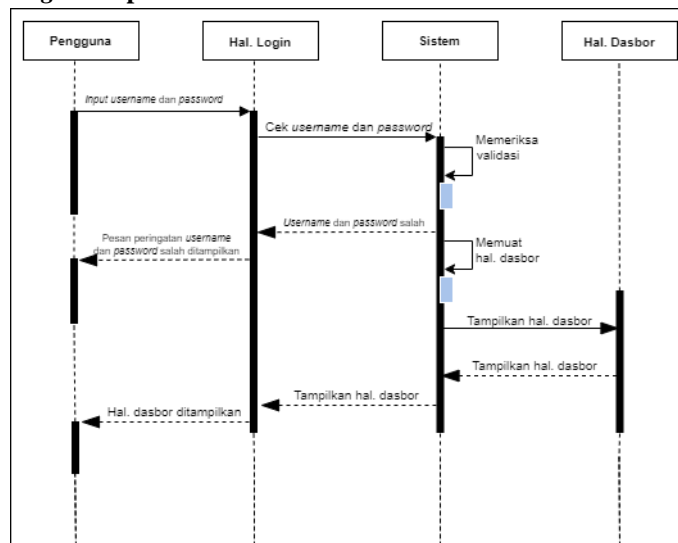 Pengguna
Hal. Login
Sistem
Hal. Dasbor
Input username dan password
Cek username dan password
Memeriksa
validasi
Username dan password salah
Pesan peringatan username
dan password salah ditampilkan
Memuat
hal. dasbor
Tampilkan hal. dasbor
Tampilkan hal. dasbor
Tampilkan hal. dasbor
Hal. dasbor ditampilkan